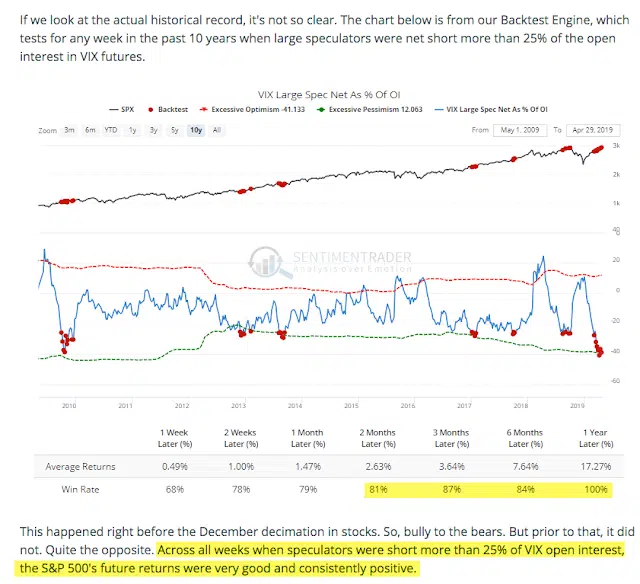 If we look at the actual historical record, it's not so clear. The chart below is from our Backtest Engine, which
tests for any week in the past 10 years when large speculators were net short more than 25% of the open
interest in VIX futures.
VIX Large Spec Net As % Of OI
SPX Backtest Excessive Optimism -41.133 Excessive Pessimism 12.063 VIX Large Spec Net As % Of OI
Zoom 3m 6m YTD 1y 3y 5y 10y All From May 1, 2009 To Apr 29, 2019
3k
2k
1k
0
20
0
-20
-40
-60
SENTIMENTRADER
Analysis over Emotion
2010 2011 2012 2013 2014 2015 2016 2017 2018 2019
1 Week 2 Weeks 1 Month 2 Months 3 Months 6 Months 1 Year
Later (%) Later (%) Later (%) Later (%) Later (%) Later (%) Later (%)
Average Returns 0.49% 1.00% 1.47% 2.63% 3.64% 7.64% 17.27%
Win Rate 68% 78% 79% 81% 87% 84% 100%
This happened right before the December decimation in stocks. So, bully to the bears. But prior to that, it did
not. Quite the opposite. Across all weeks when speculators were short more than 25% of VIX open interest,
the S&P 500's future returns were very good and consistently positive.